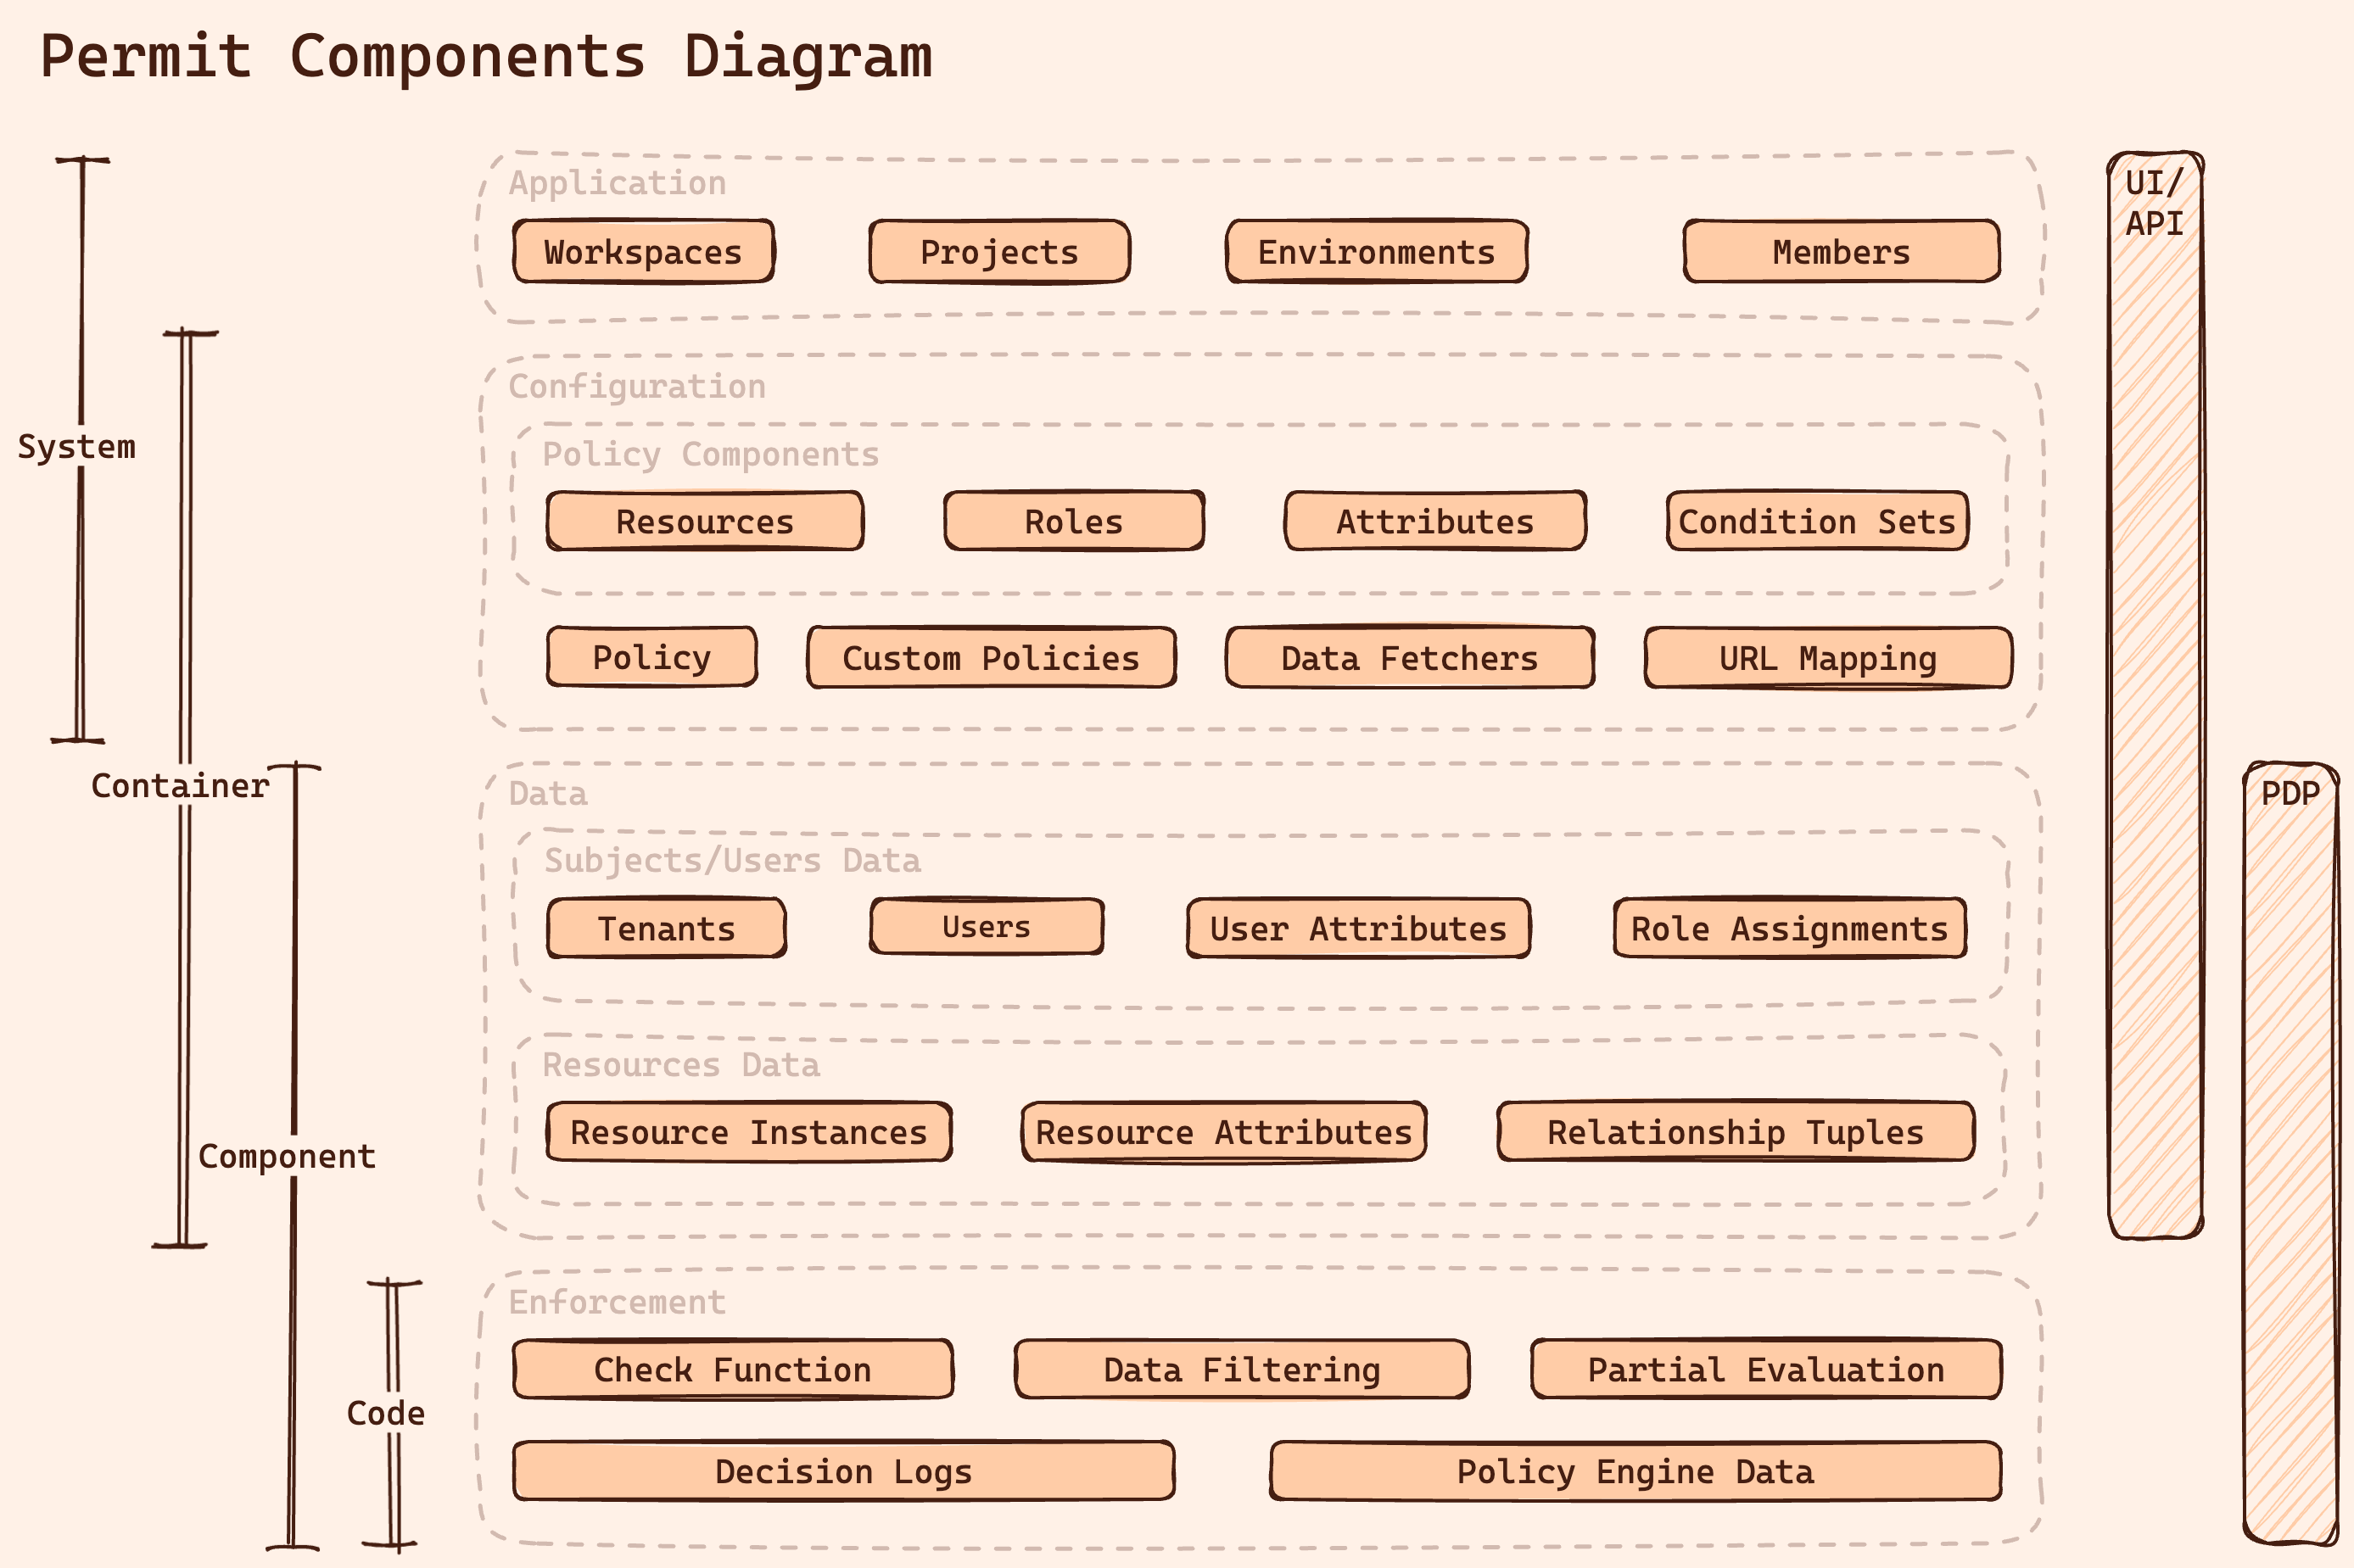 Permit Components Diagram
Application
UI/
API
Workspaces
Projects
Environments
Members
Configuration
System
Policy Components
Resources
Roles
Attributes
Condition Sets
Policy
Custom Policies
Data Fetchers
URL Mapping
Container
Data
PDP
Subjects/Users Data
Tenants
Users
User Attributes
Role Assignments
Resources Data
Resource Instances
Resource Attributes
Relationship Tuples
Component
Enforcement
Check Function
Data Filtering
Partial Evaluation
Code
Decision Logs
Policy Engine Data